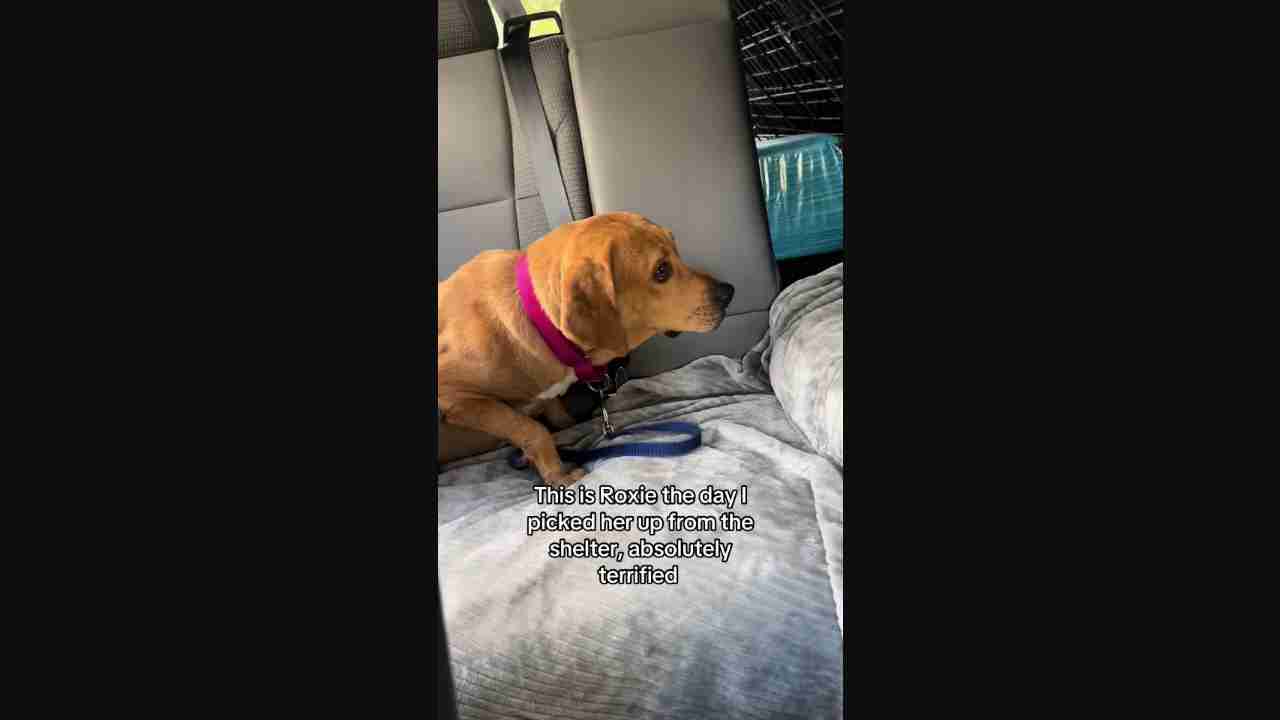 This is Roxie the day I
picked her up from the
shelter, absolutely
terrified